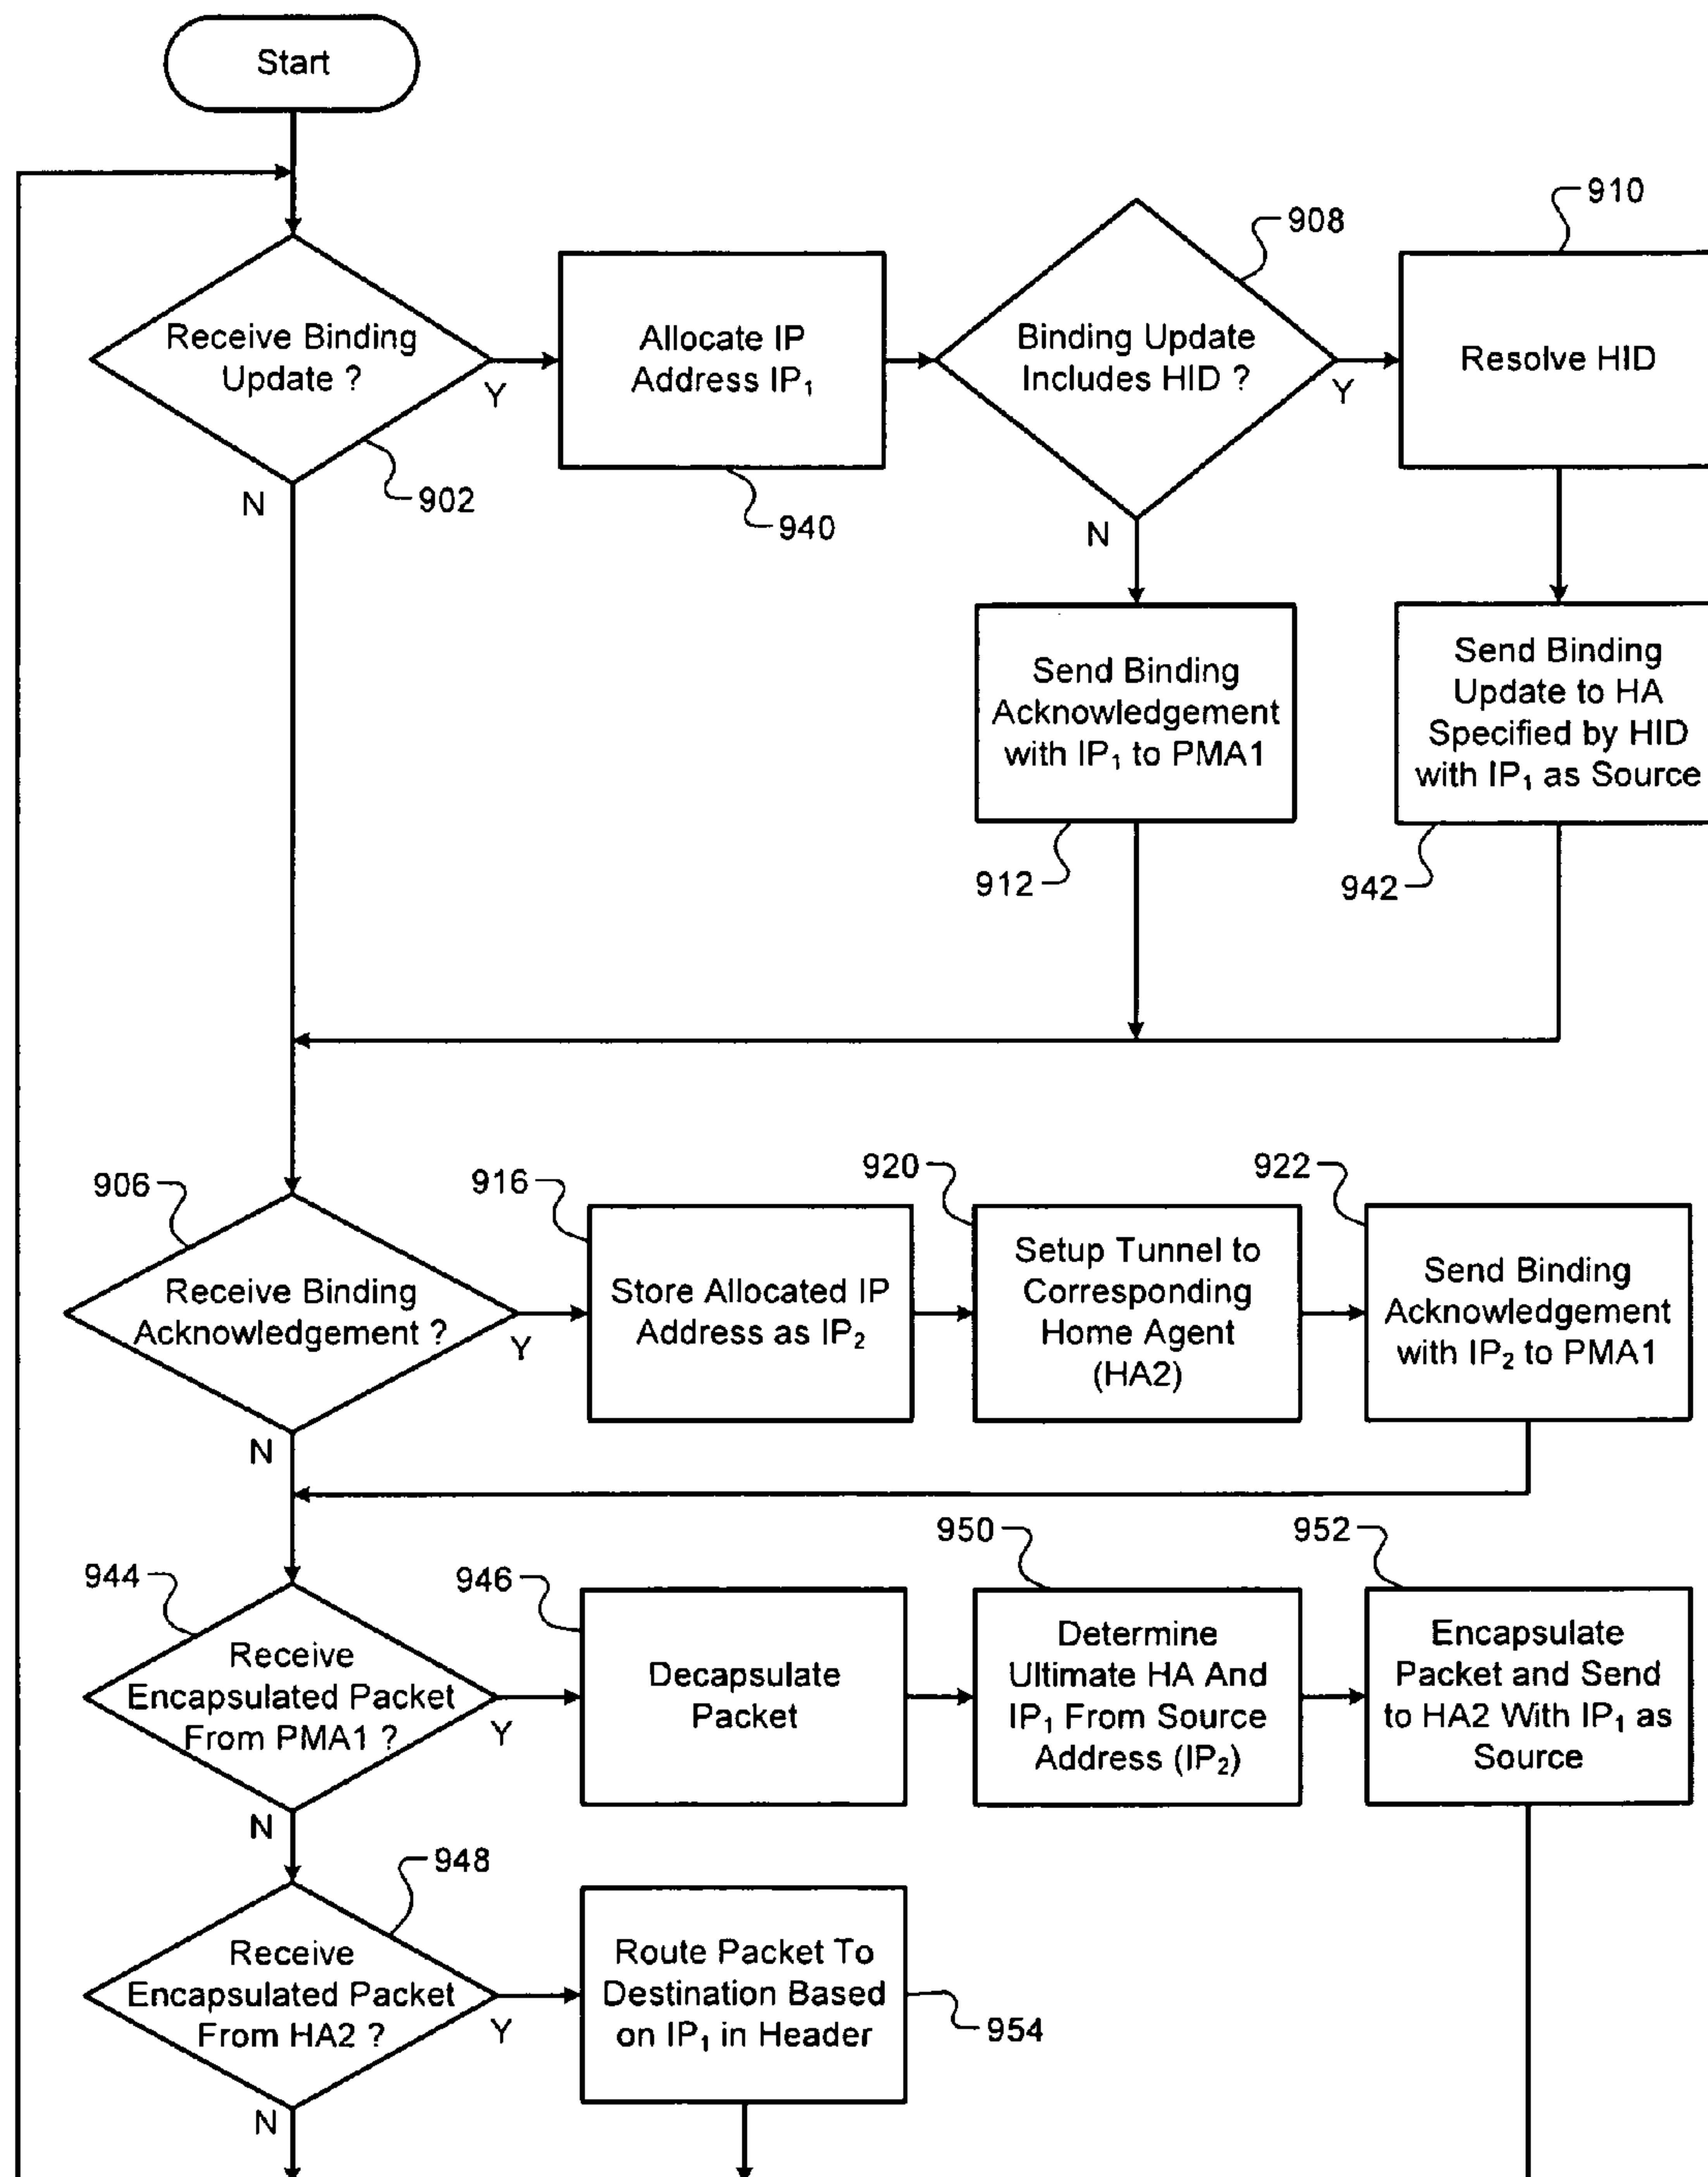 Start
910
908
Receive Binding
Update ?
Y
N
902
Allocate IP
Address IP₁
940
Binding Update
Includes HID ?
Y
N
Resolve HID
Send Binding
Acknowledgement
with IP₁ to PMA1
912
Send Binding
Update to HA
Specified by HID
with IP₁ as Source
942
906
Receive Binding
Acknowledgement ?
Y
N
916
Store Allocated IP
Address as IP₂
920
Setup Tunnel to
Corresponding
Home Agent
(HA2)
922
Send Binding
Acknowledgement
with IP₂ to PMA1
944
Receive
Encapsulated Packet
From PMA1 ?
Y
N
946
Decapsulate
Packet
950
Determine
Ultimate HA And
IP₁ From Source
Address (IP₂)
952
Encapsulate
Packet and Send
to HA2 With IP₁ as
Source
948
Receive
Encapsulated Packet
From HA2 ?
Y
N
Route Packet To
Destination Based
on IP₁ in Header
954